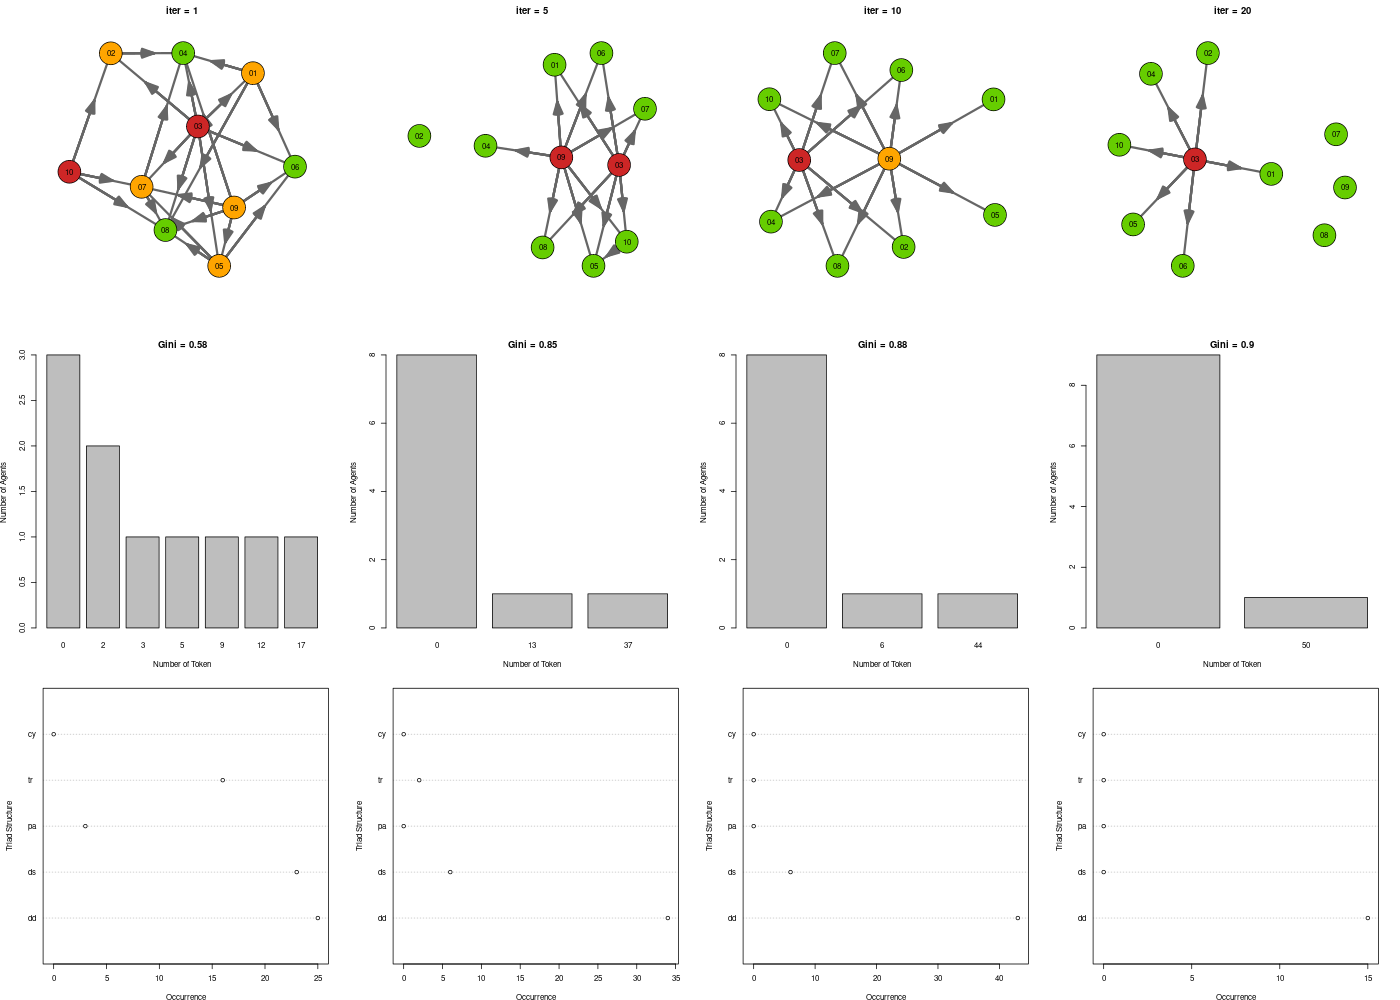 iter = 1
iter = 5
iter = 10
iter = 20
02
04
01
03
10
06
07
09
08
05
06
01
07
02
04
09
03
10
08
05
07
06
10
01
03
09
04
05
02
08
02
04
07
10
03
01
09
05
08
06
Gini = 0.58
Gini = 0.85
Gini = 0.88
Gini = 0.9
Number of Agents
0.0 0.5 1.0 1.5 2.0 2.5 3.0
0 2 3 5 9 12 17
Number of Token
Number of Agents
0 2 4 6 8
0 13 37
Number of Token
Number of Agents
0 2 4 6 8
0 6 44
Number of Token
Number of Agents
0 2 4 6 8
0 50
Number of Token
Triad Structure
cy
tr
pa
ds
dd
0 5 10 15 20 25
Occurrence
Triad Structure
cy
tr
pa
ds
dd
0 5 10 15 20 25 30 35
Occurrence
Triad Structure
cy
tr
pa
ds
dd
0 10 20 30 40
Occurrence
Triad Structure
cy
tr
pa
ds
dd
0 5 10 15
Occurrence